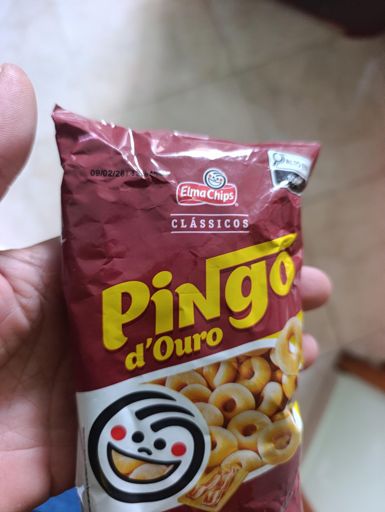 09/02/26
Elma Chips
CLÁSSICOS
PiNGO
d'OURO